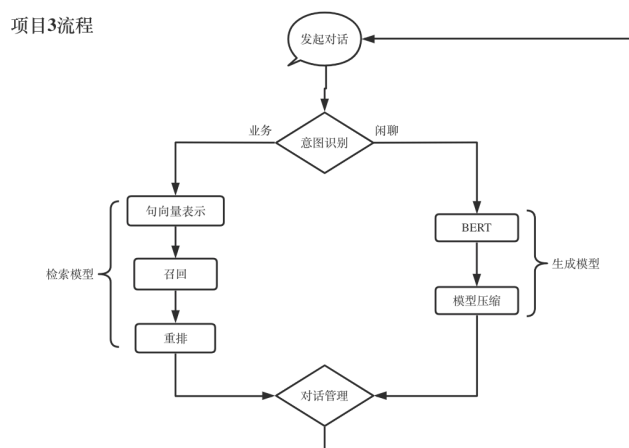 项目3流程
发起对话
业务
意图识别
闲聊
句向量表示
BERT
检索模型
召回
生成模型
模型压缩
重排
对话管理